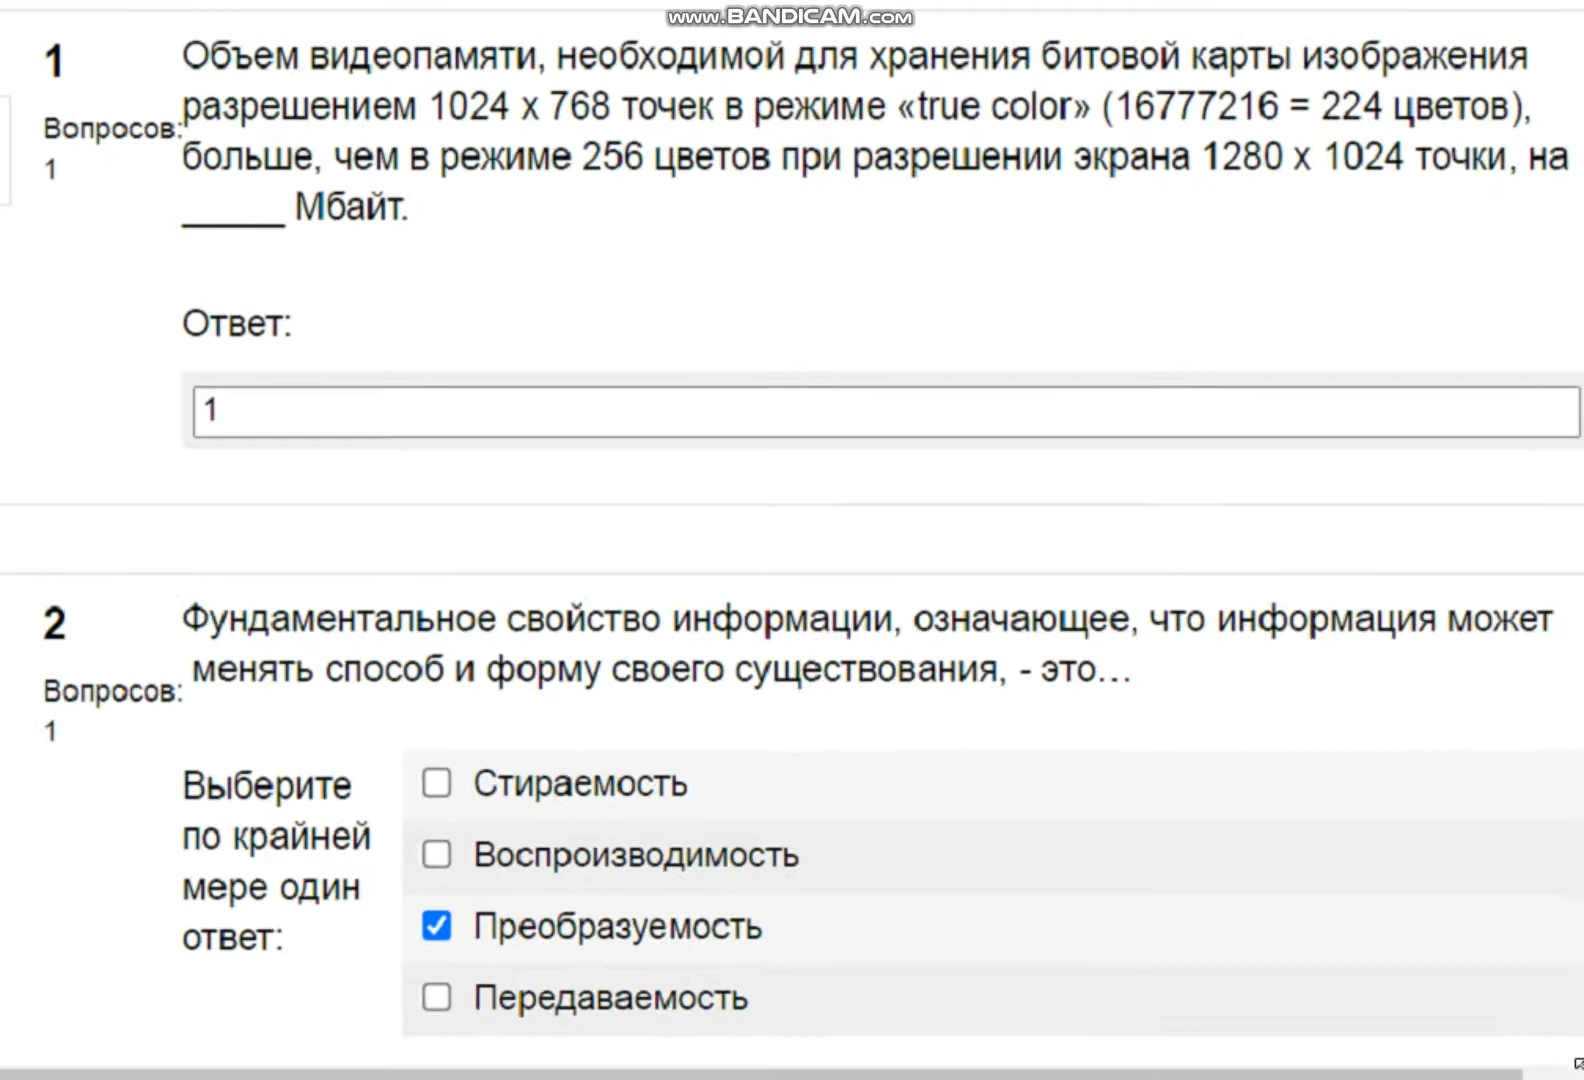 www.BANDICAM.com
1
Объем видеопамяти, необходимой для хранения битовой карты изображения
разрешением 1024 x 768 точек в режиме «true color» (16777216 = 224 цветов),
больше, чем в режиме 256 цветов при разрешении экрана 1280 x 1024 точки, на
_____ Мбайт.
Вопросов:
1
Ответ:
1
2
Фундаментальное свойство информации, означающее, что информация может
менять способ и форму своего существования, - это...
Вопросов:
1
Выберите
по крайней
мере один
ответ:
Стираемость
Воспроизводимость
Преобразуемость
Передаваемость